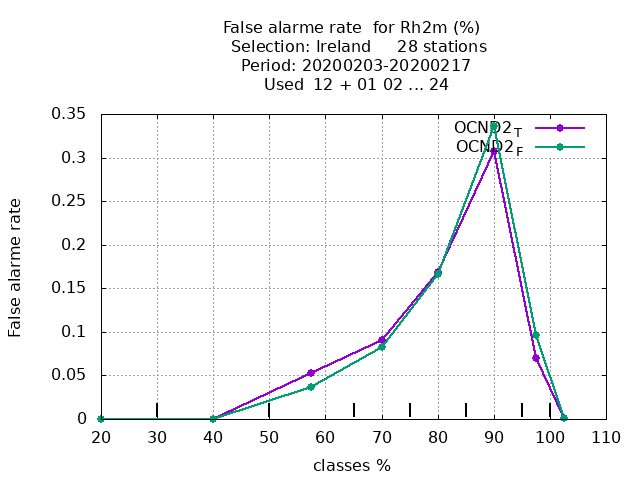 False alarme rate  for Rh2m (%)
Selection: Ireland     28 stations
Period: 20200203-20200217
Used  12 + 01 02 ... 24
0.35
0.3
0.25
0.2
0.15
0.1
0.05
0
False alarme rate
OCND2T
OCND2F
20 30 40 50 60 70 80 90 100 110
classes %